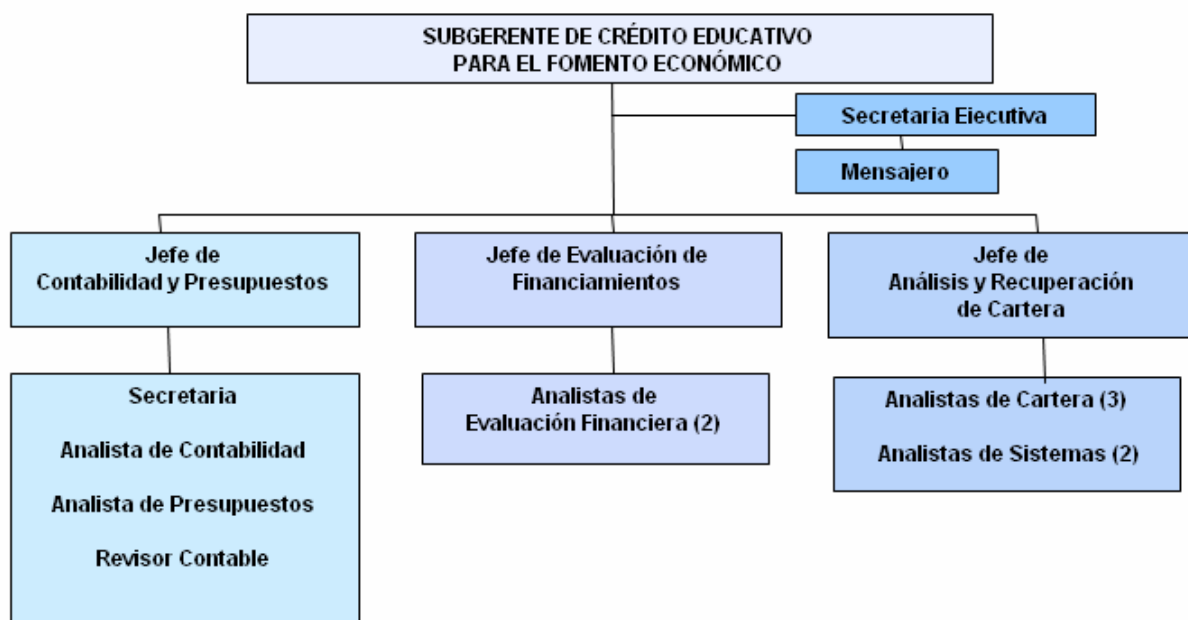 SUBGERENTE DE CRÉDITO EDUCATIVO
PARA EL FOMENTO ECONÓMICO
Secretaria Ejecutiva
Mensajero
Jefe de
Contabilidad y Presupuestos
Jefe de Evaluación de
Financiamientos
Jefe de
Análisis y Recuperación
de Cartera
Secretaria
Analista de Contabilidad
Analista de Presupuestos
Revisor Contable
Analistas de
Evaluación Financiera (2)
Analistas de Cartera (3)
Analistas de Sistemas (2)